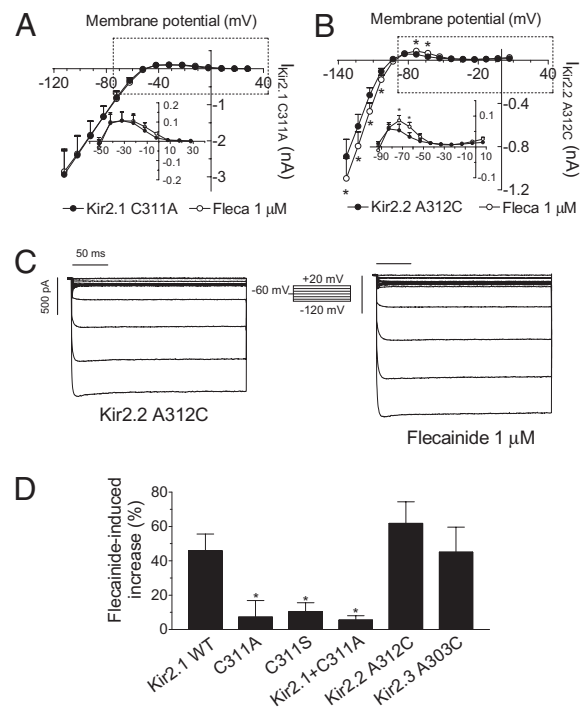 A
Membrane potential (mV)
-120 -80 -40 40
I Kir2.1 C311A (nA)
-1
-2
-3
0.2
0.1
-50 -30 -10 10 30
-0.1
-0.2
Kir2.1 C311A Fleca 1 μM
B
Membrane potential (mV)
* *
-140 -80 -20 40
I Kir2.2 A312C (nA)
-0.4
-0.8
-1.2
0.1
-90 -70 -50 -30 -10 10
-0.1
* *
* * * *
Kir2.2 A312C Fleca 1 μM
C
50 ms
500 pA
+20 mV
-60 mV
-120 mV
Kir2.2 A312C
Flecainide 1 μM
D
Flecainide-induced increase (%)
80
60
40
20
0
* * *
Kir2.1 WT
C311A
C311S
Kir2.1+C311A
Kir2.2 A312C
Kir2.3 A303C